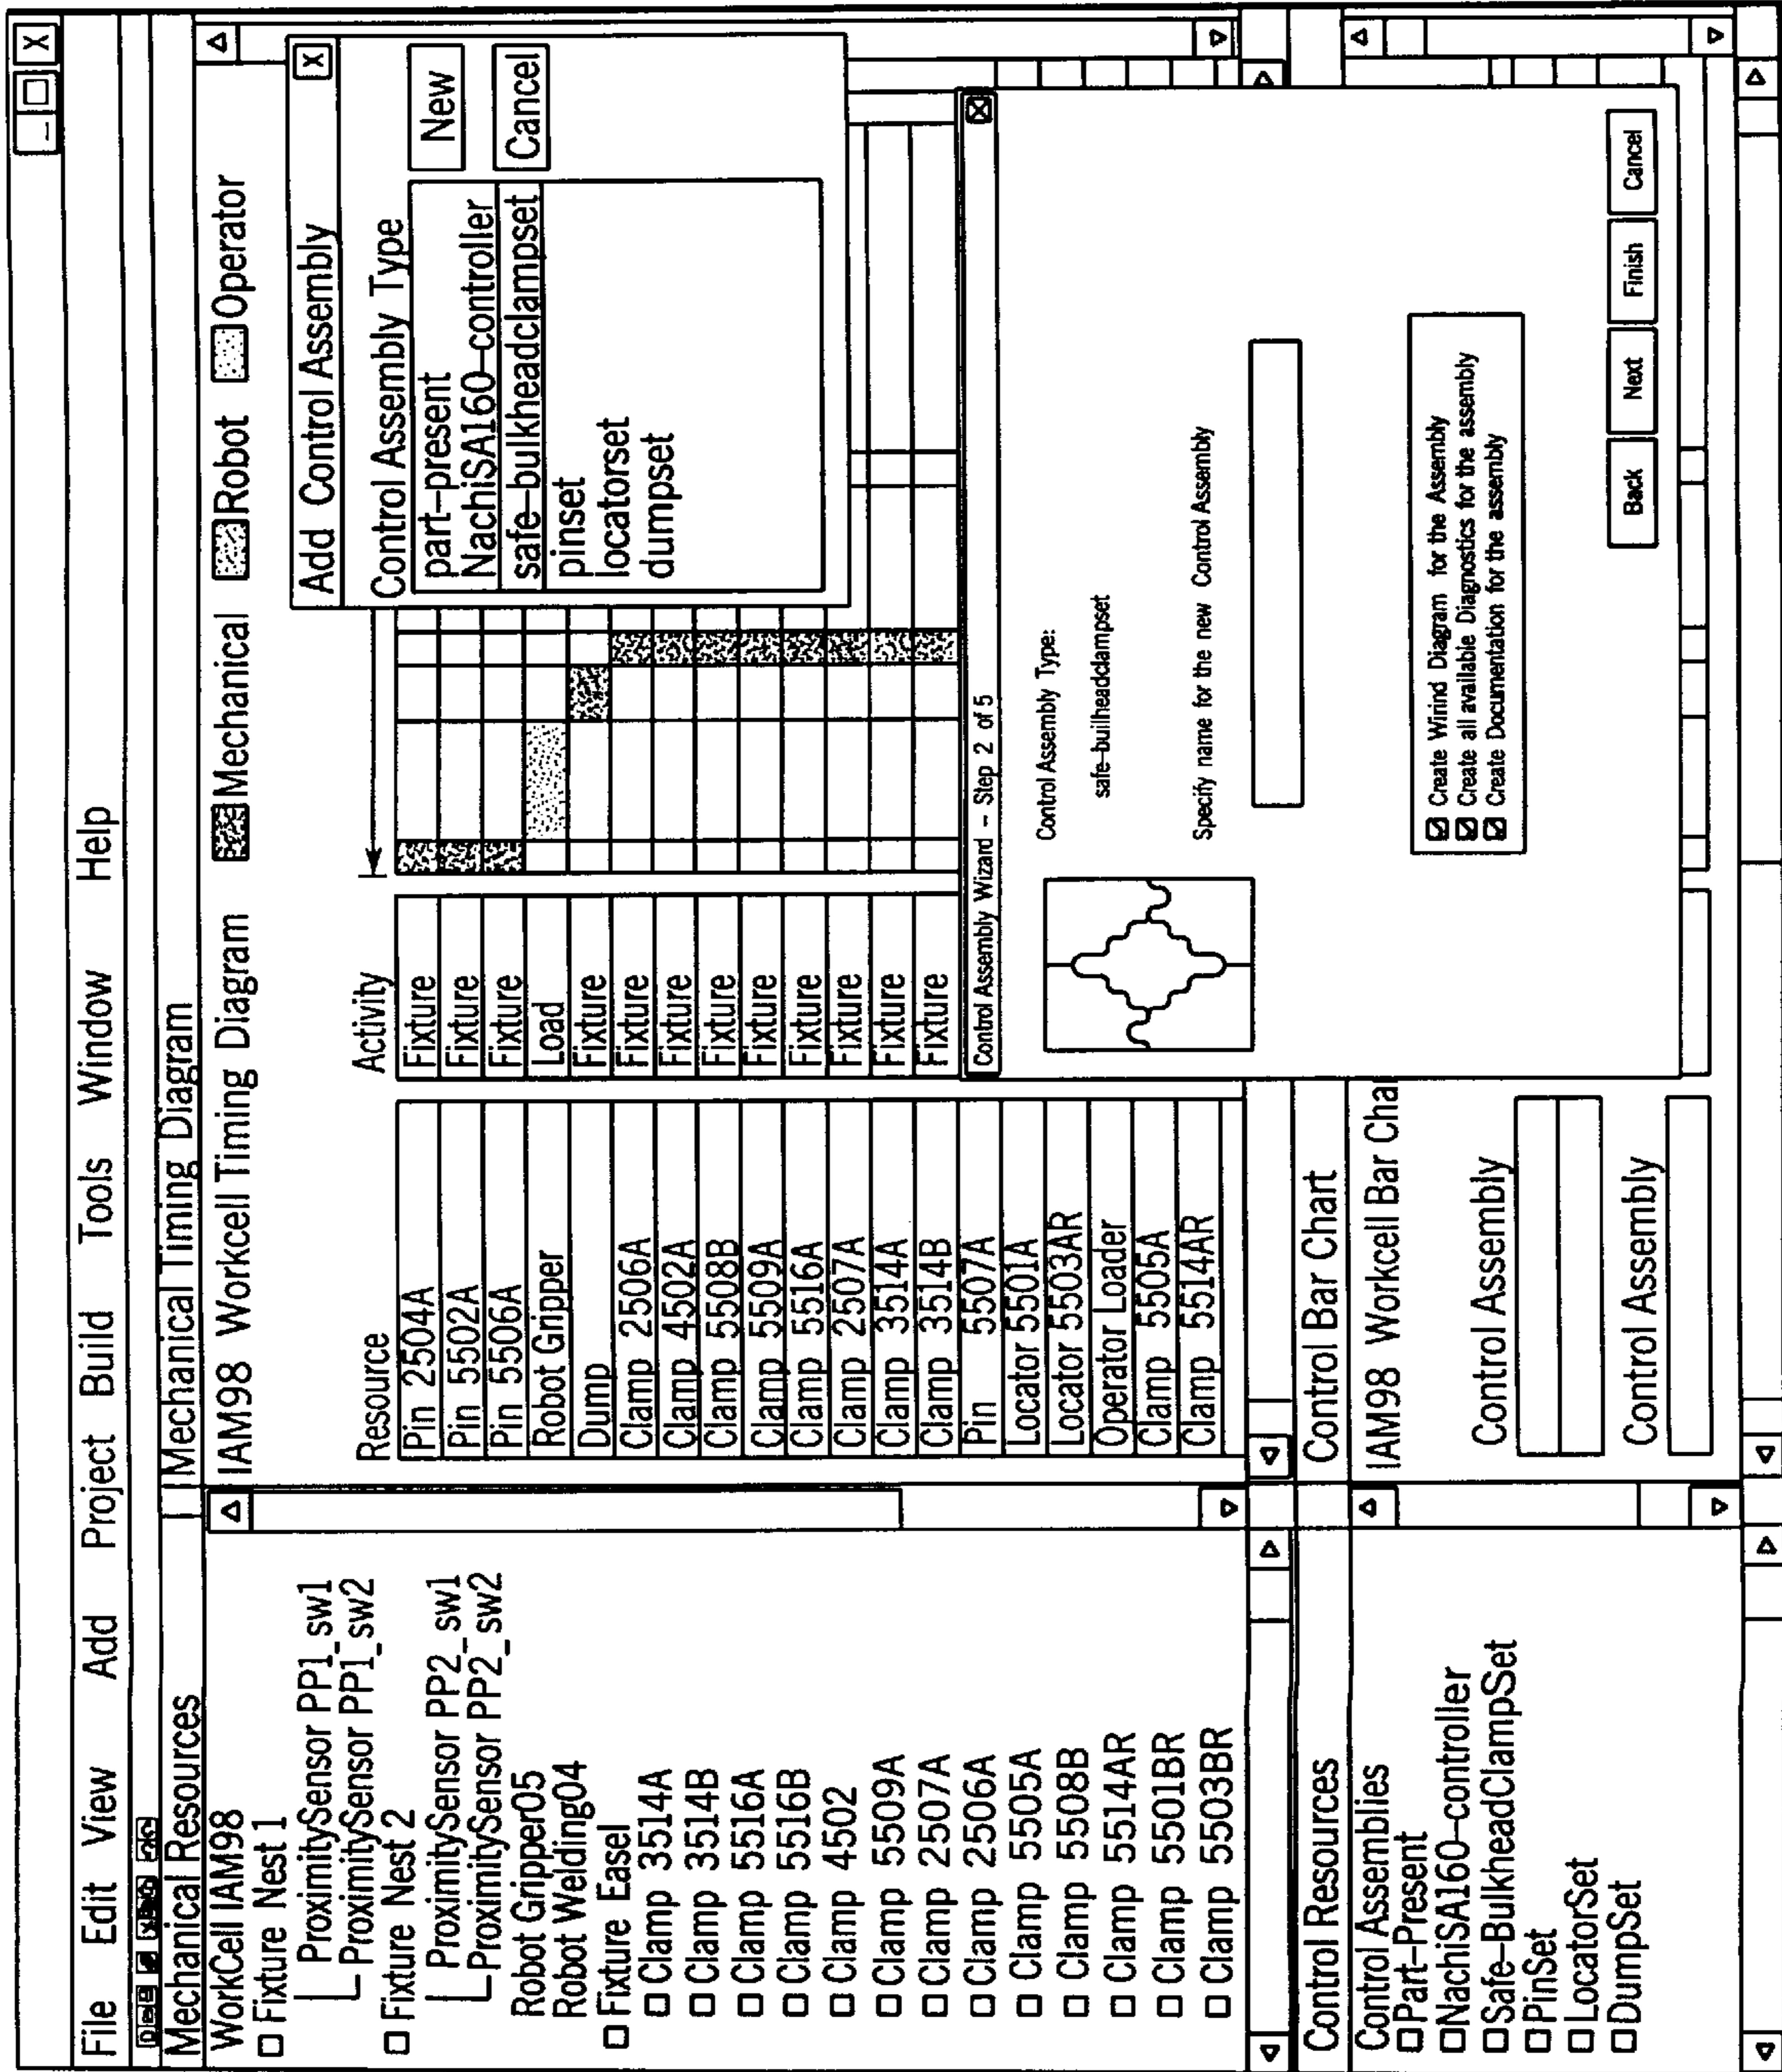 File Edit View Add Project Build Tools Window Help
Mechanical Resources
WorkCell IAM98
Fixture Nest 1
ProximitySensor PP1_sw1
ProximitySensor PP1_sw2
Fixture Nest 2
ProximitySensor PP2_sw1
ProximitySensor PP2_sw2
Robot Gripper05
Robot Welding04
Fixture Easel
Clamp 3514A
Clamp 3514B
Clamp 5516A
Clamp 5516B
Clamp 4502
Clamp 5509A
Clamp 2507A
Clamp 2506A
Clamp 5505A
Clamp 5508B
Clamp 5514AR
Clamp 5501BR
Clamp 5503BR
Control Resources
Control Assemblies
Part-Present
NachiSA160-controller
Safe-BulkheadClampSet
PinSet
LocatorSet
DumpSet
Mechanical Timing Diagram
IAM98 Workcell Timing Diagram Mechanical Robot Operator
Resource Activity
Pin 2504A Fixture
Pin 5502A Fixture
Pin 5506A Fixture
Robot Gripper Load
Dump Fixture
Clamp 2506A Fixture
Clamp 4502A Fixture
Clamp 5508B Fixture
Clamp 5509A Fixture
Clamp 5516A Fixture
Clamp 2507A Fixture
Clamp 3514A Fixture
Clamp 3514B Fixture
Pin 5507A
Locator 5501A
Locator 5503AR
Operator Loader
Clamp 5505A
Clamp 5514AR
Control Bar Chart
IAM98 Workcell Bar Cha
Control Assembly
Control Assembly
Add Control Assembly X
Control Assembly Type
part-present
NachiSA160-controller
safe-bulkheadclampset
pinset
locatorset
dumpset
New
Cancel
Control Assembly Wizard - Step 2 of 5
Control Assembly Type:
safe-builheadclampset
Specify name for the new Control Assembly
Create Wirind Diagram for the Assembly
Create all available Diagnostics for the assembly
Create Documentation for the assembly
Back Next Finish Cancel